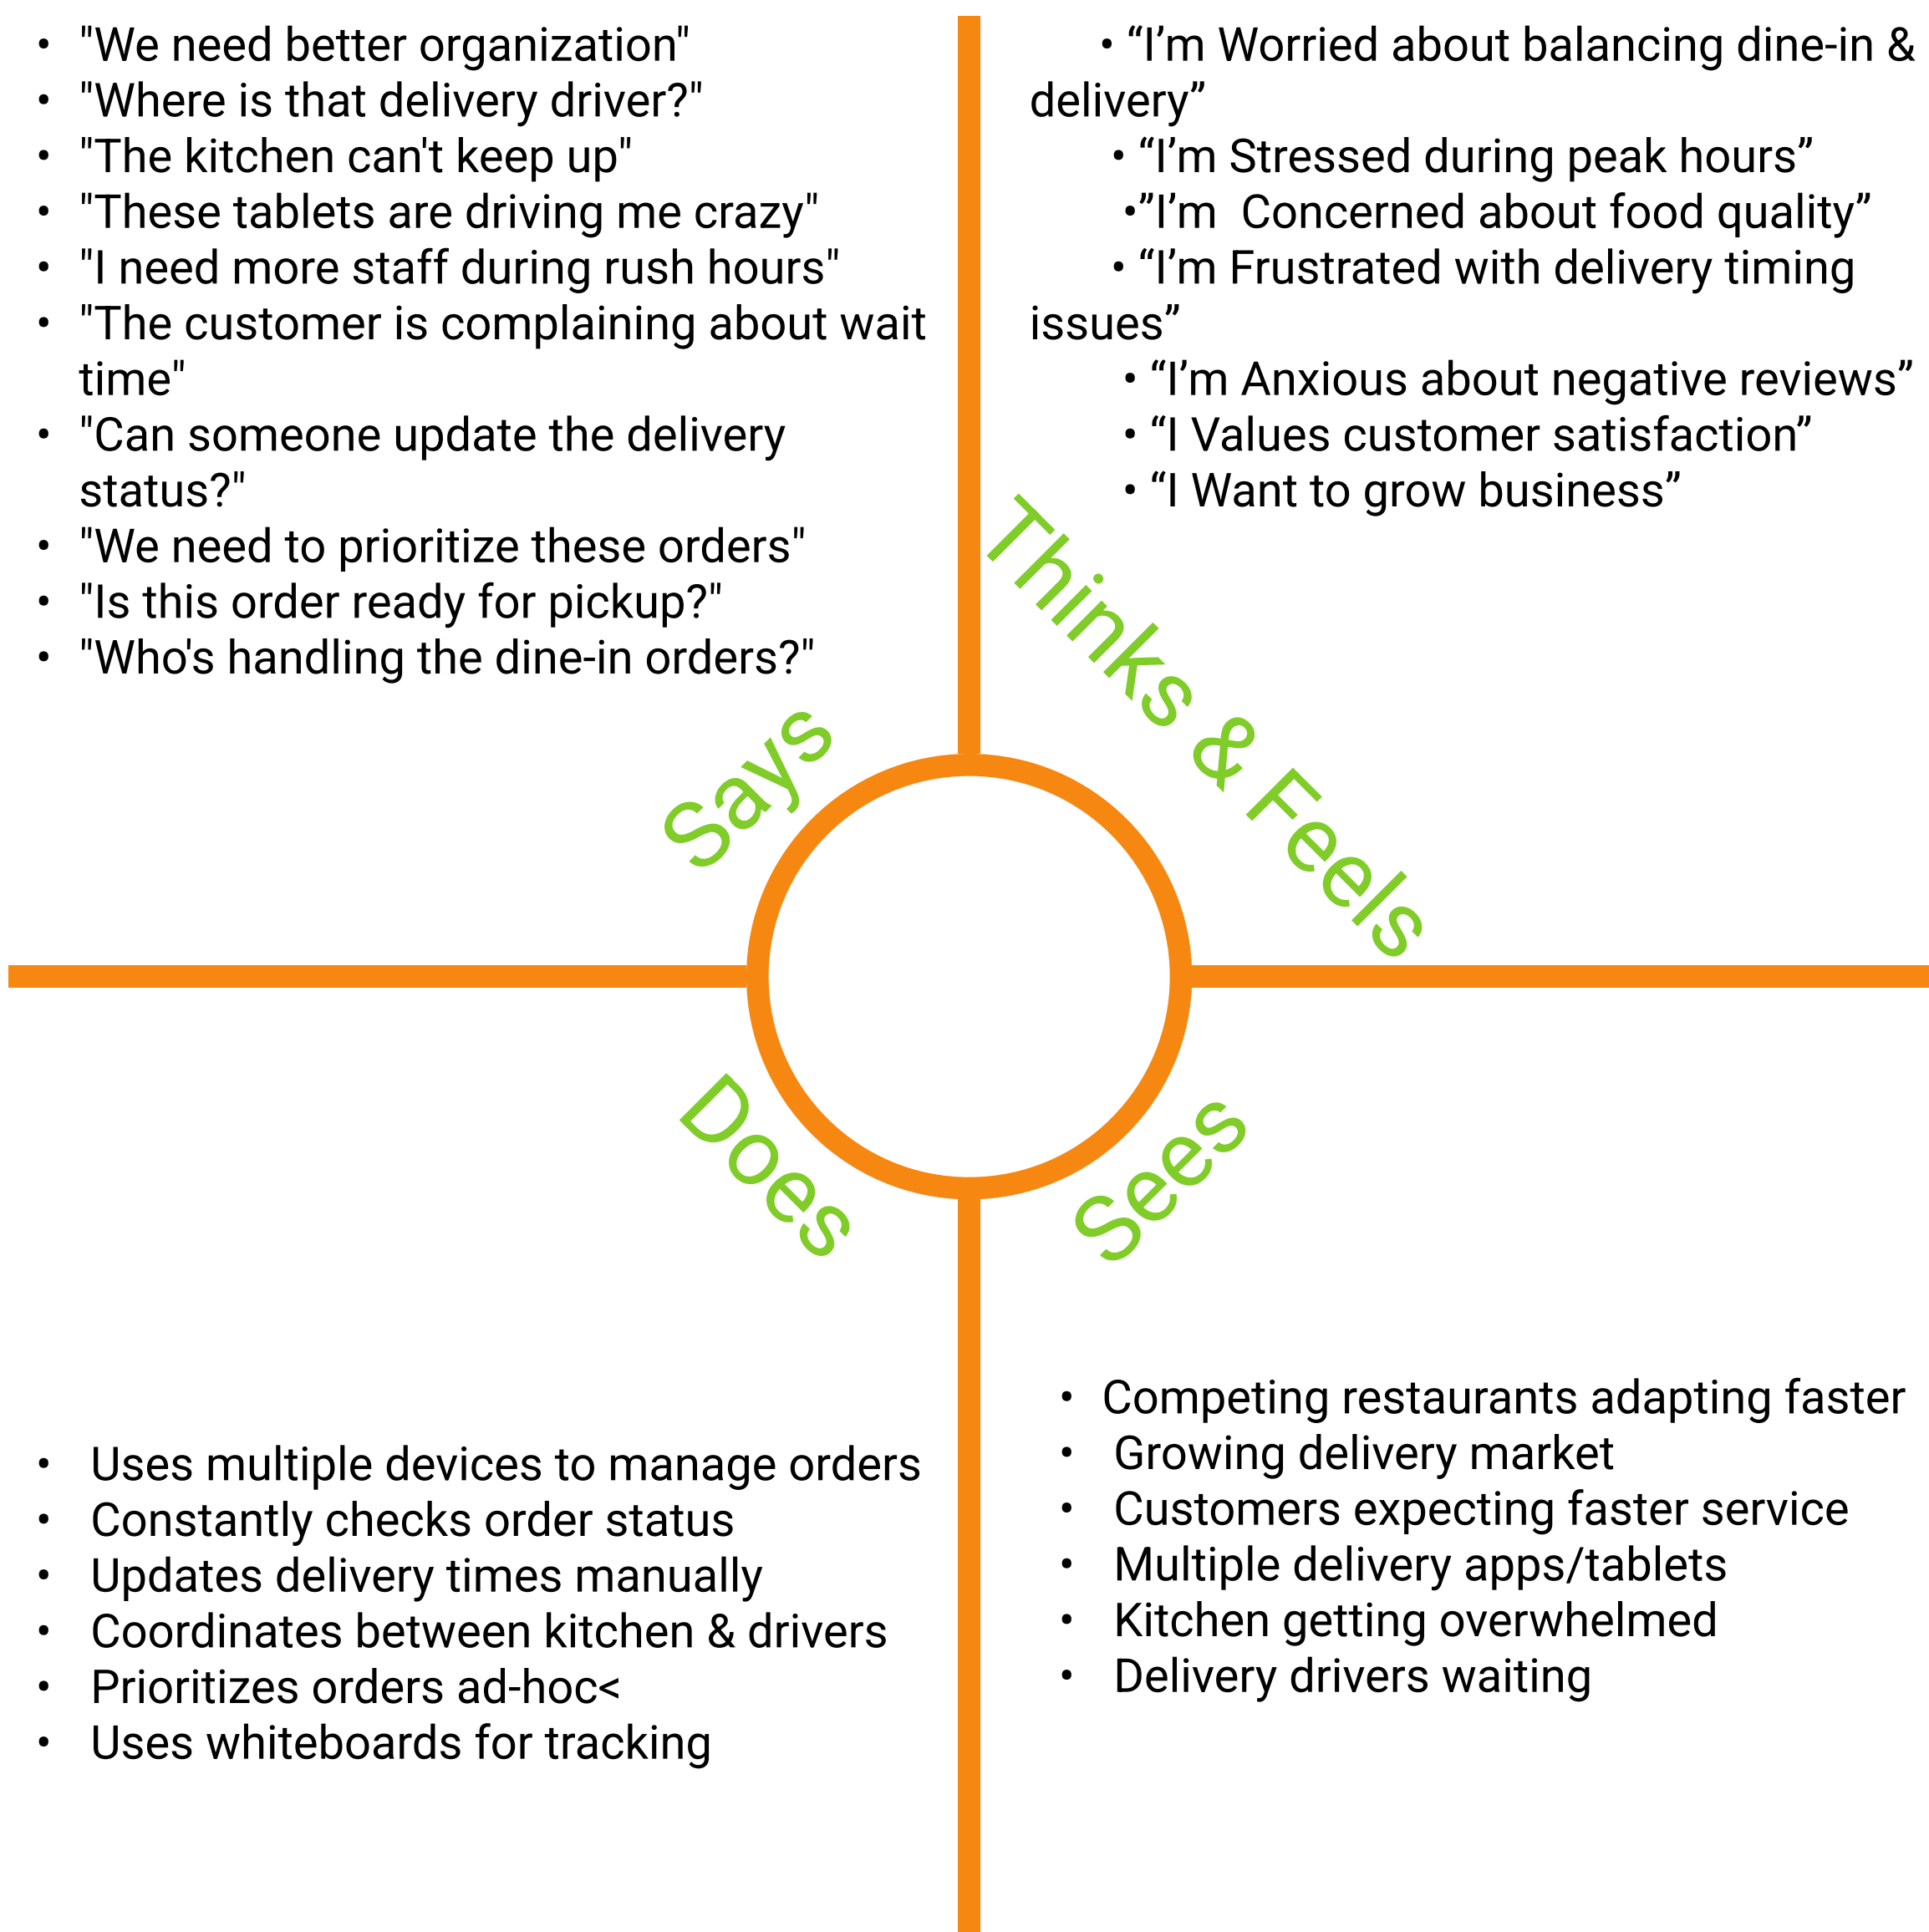 • "We need better organization"
• "Where is that delivery driver?"
• "The kitchen can't keep up"
• "These tablets are driving me crazy"
• "I need more staff during rush hours"
• "The customer is complaining about wait
time"
• "Can someone update the delivery
status?"
• "We need to prioritize these orders"
• "Is this order ready for pickup?"
• "Who's handling the dine-in orders?"
Says
• “I’m Worried about balancing dine-in &
delivery”
• “I’m Stressed during peak hours”
•”I’m  Concerned about food quality”
• “I’m Frustrated with delivery timing
issues”
• “I’m Anxious about negative reviews”
• “I Values customer satisfaction”
• “I Want to grow business”
Thinks & Feels
Does
• Uses multiple devices to manage orders
• Constantly checks order status
• Updates delivery times manually
• Coordinates between kitchen & drivers
• Prioritizes orders ad-hoc<
• Uses whiteboards for tracking
Sees
• Competing restaurants adapting faster
• Growing delivery market
• Customers expecting faster service
• Multiple delivery apps/tablets
• Kitchen getting overwhelmed
• Delivery drivers waiting